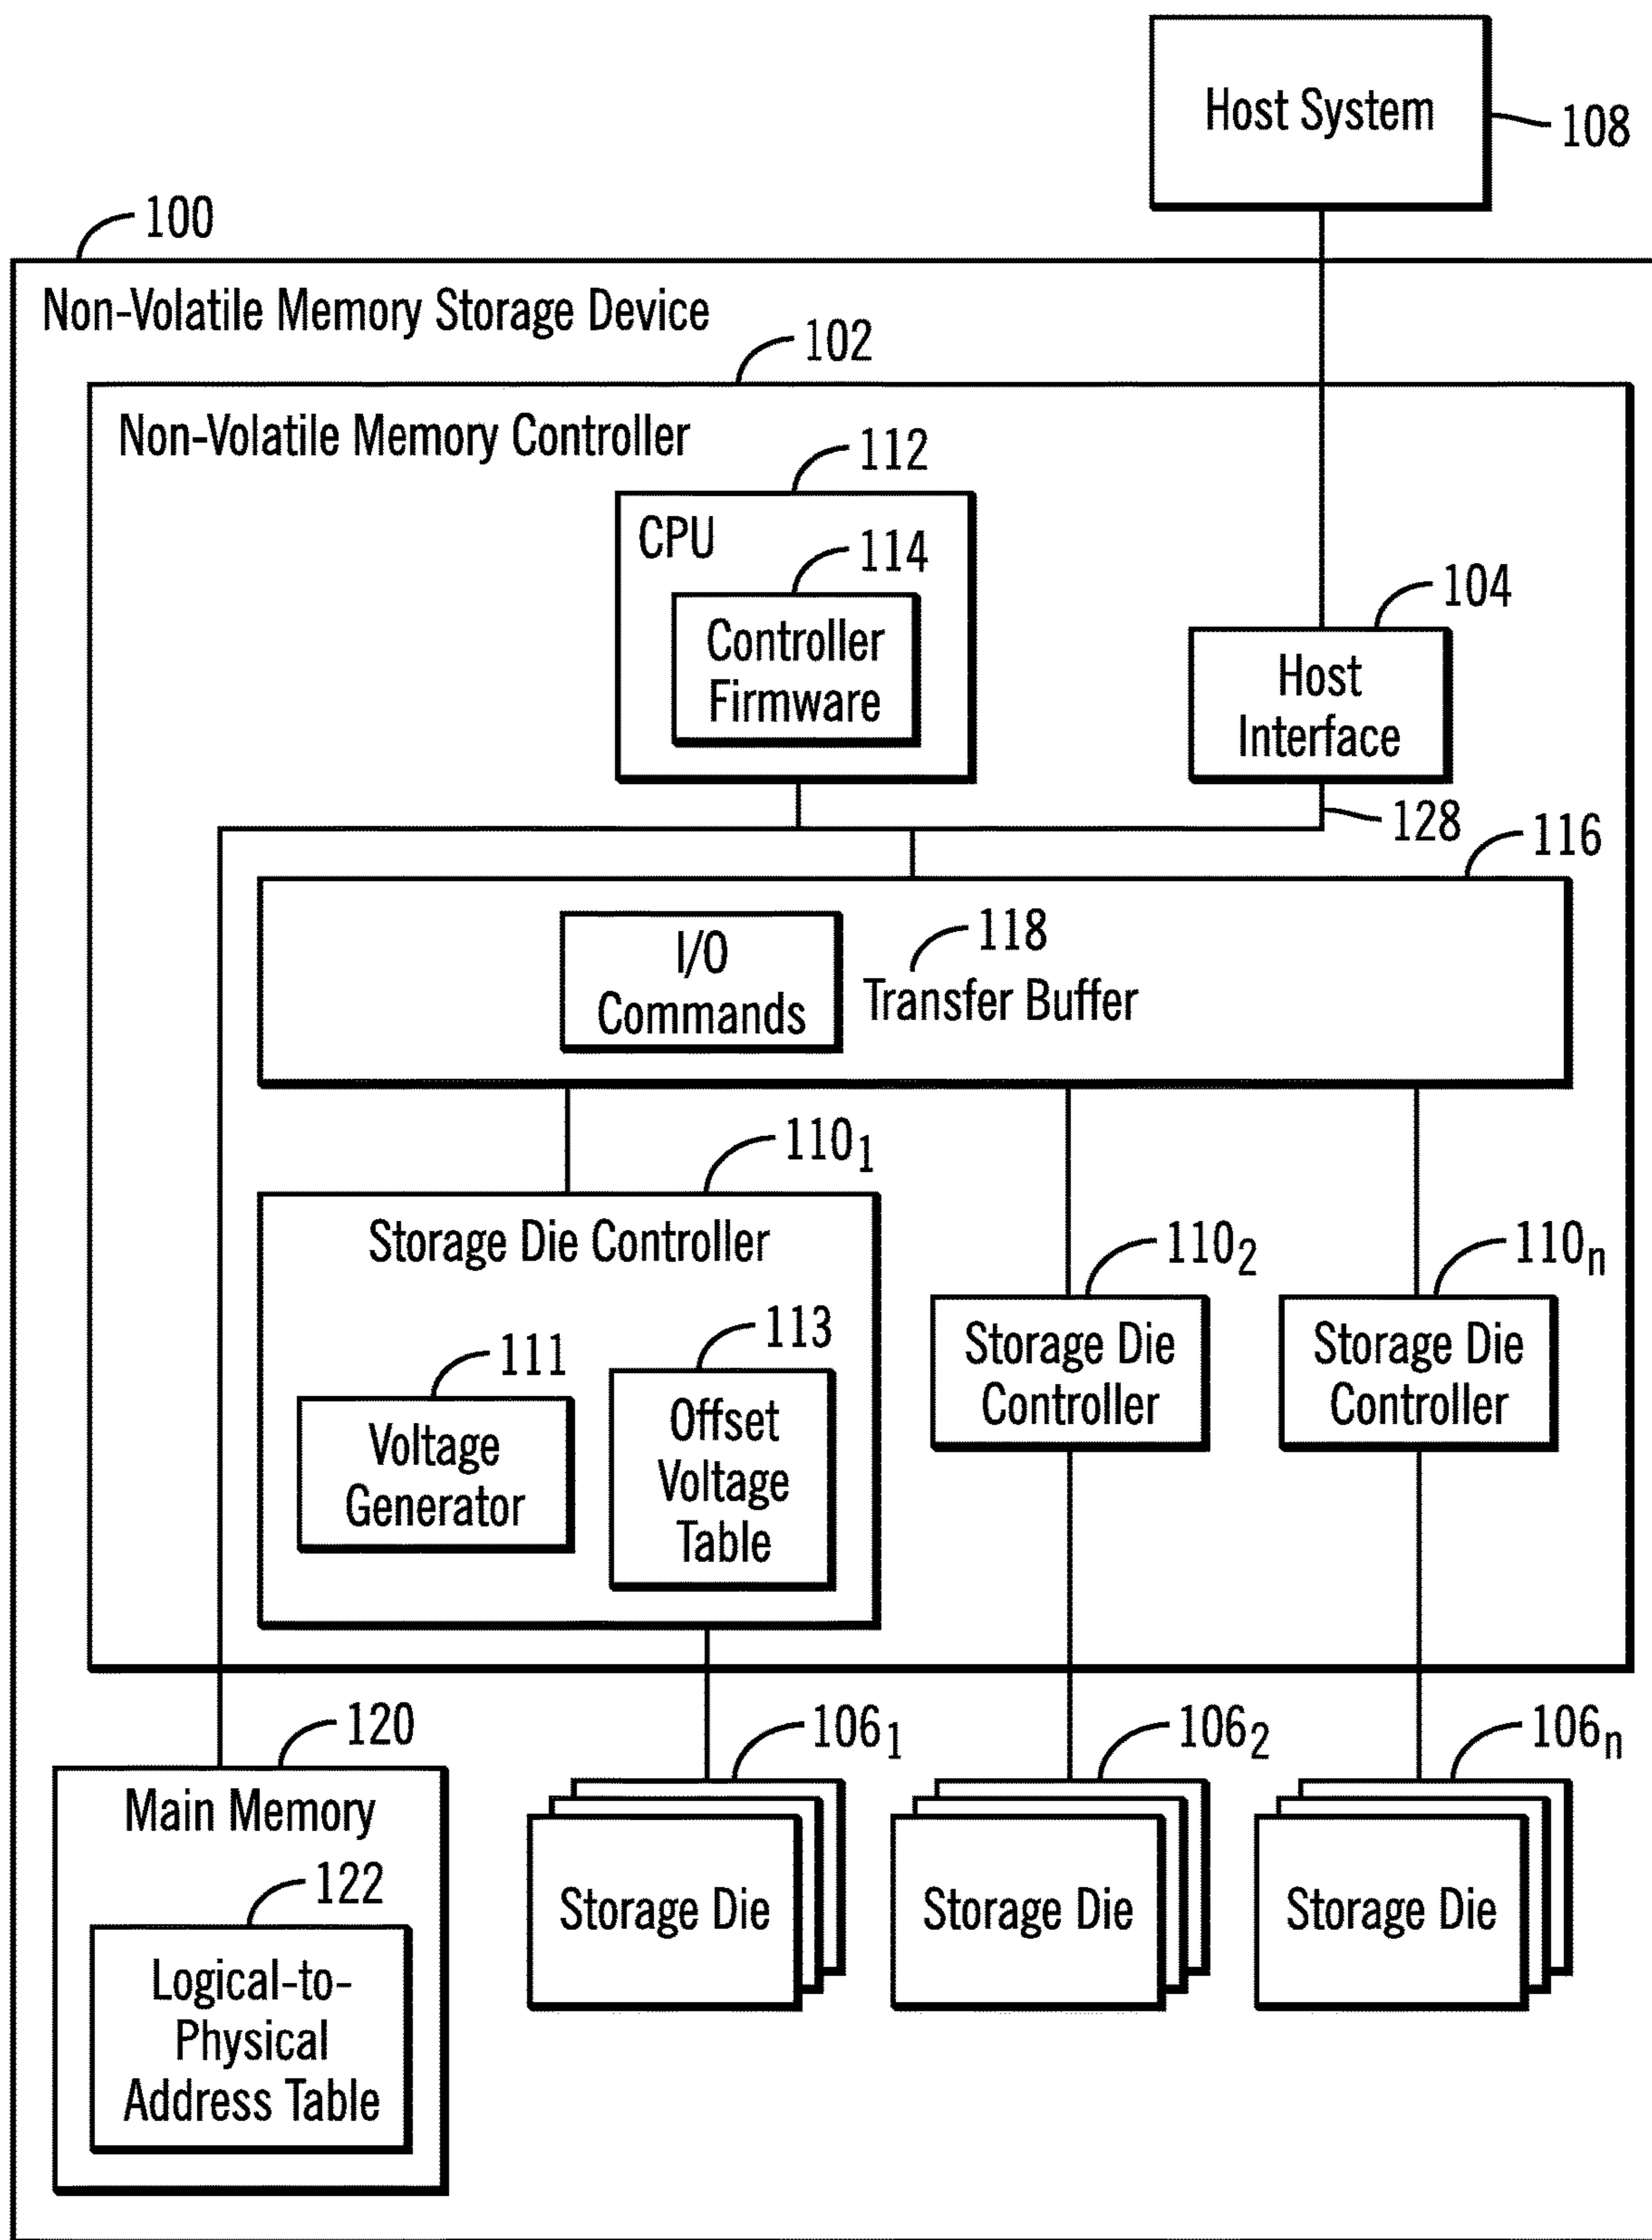 Host System
108
100
Non-Volatile Memory Storage Device
102
Non-Volatile Memory Controller
112
CPU
114
Controller
Firmware
104
Host
Interface
128
116
I/O
Commands
118
Transfer Buffer
110₁
Storage Die Controller
111
Voltage
Generator
113
Offset
Voltage
Table
110₂
Storage Die
Controller
110ₙ
Storage Die
Controller
120
Main Memory
122
Logical-to-
Physical
Address Table
106₁
Storage Die
106₂
Storage Die
106ₙ
Storage Die